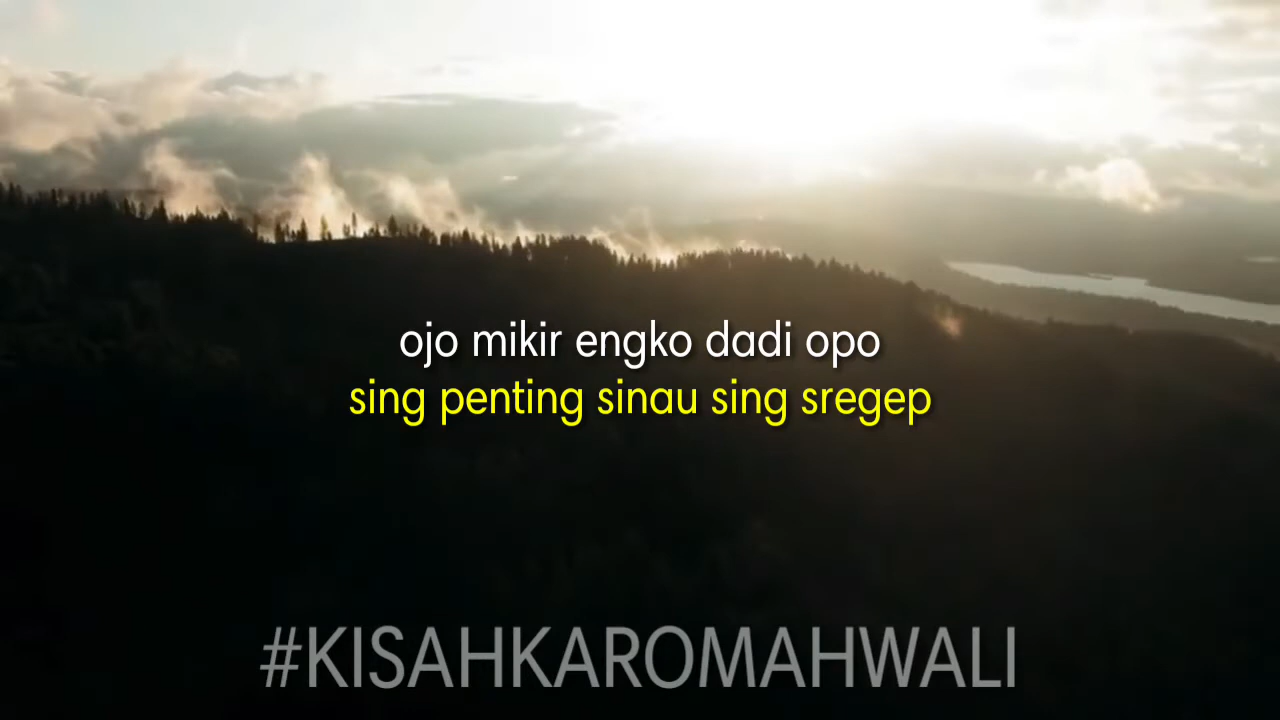 ojo mikir engko dadi opo
sing penting sinau sing sregep
#KISAHKAROMAHWALI